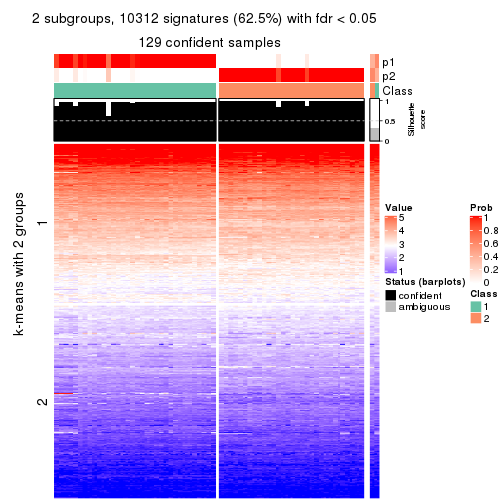 2 subgroups, 10312 signatures (62.5%) with fdr < 0.05
129 confident samples
p1
p2
Class
1
0.5
0
Silhouette
score
k-means with 2 groups
1
2
Value
5
4
3
2
1
Status (barplots)
confident
ambiguous
Prob
1
0.8
0.6
0.4
0.2
0
Class
1
2